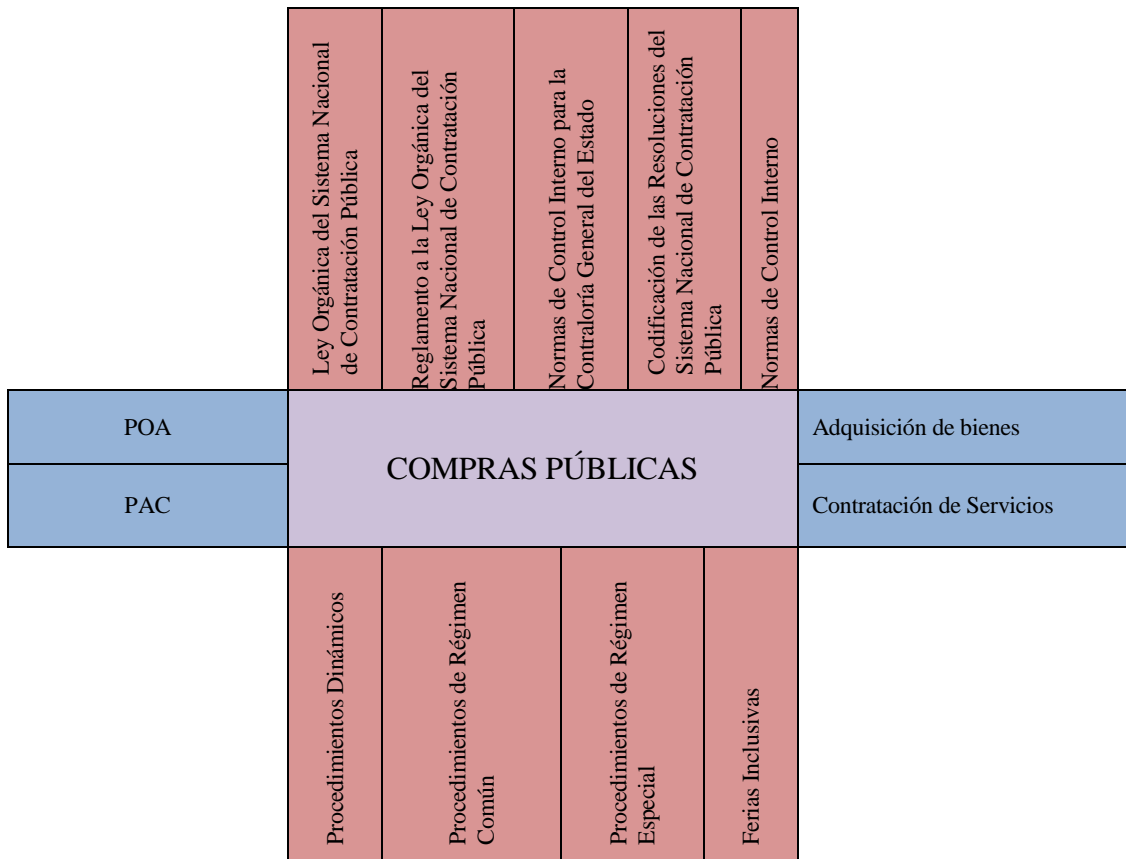 Ley Orgánica del Sistema Nacional
de Contratación Pública
Reglamento a la Ley Orgánica del
Sistema Nacional de Contratación
Pública
Normas de Control Interno para la
Contraloría General del Estado
Codificación de las Resoluciones del
Sistema Nacional de Contratación
Pública
Normas de Control Interno
POA
PAC
COMPRAS PÚBLICAS
Adquisición de bienes
Contratación de Servicios
Procedimientos Dinámicos
Procedimientos de Régimen
Común
Procedimientos de Régimen
Especial
Ferias Inclusivas